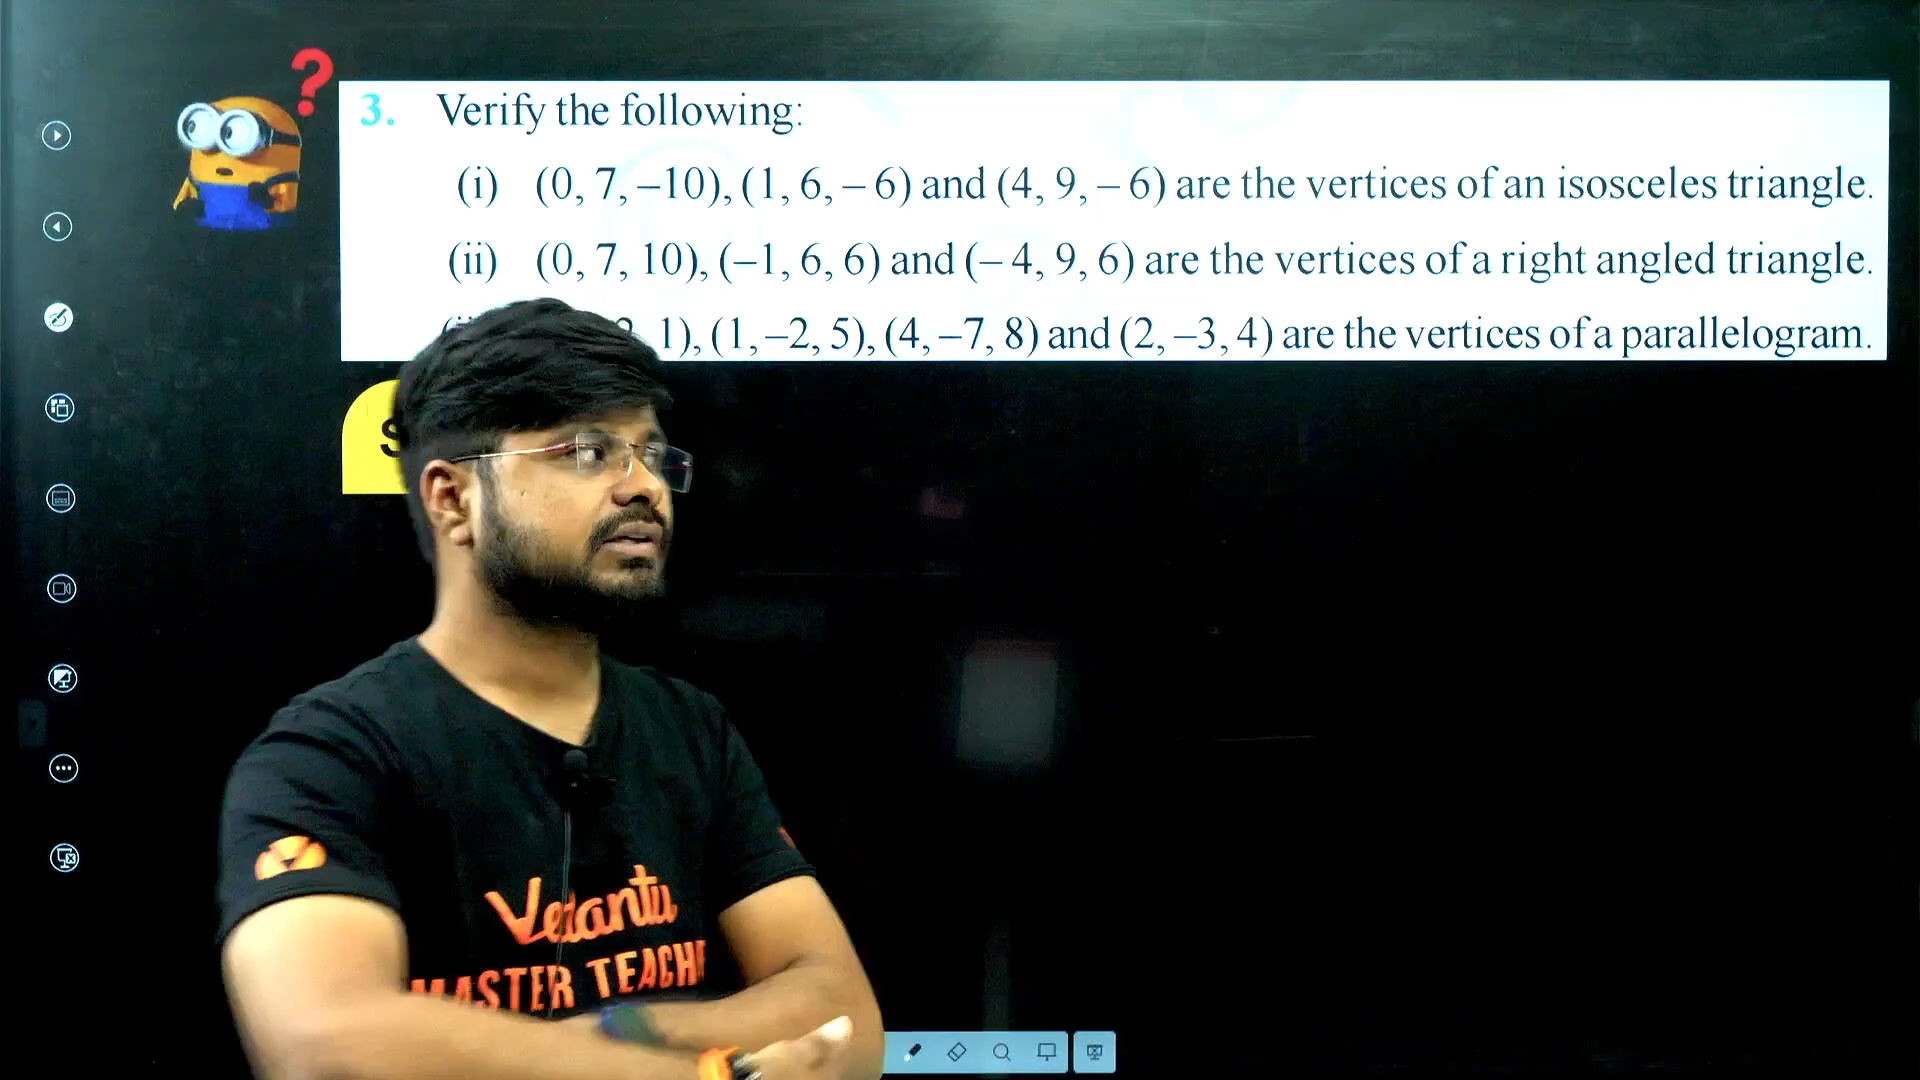 ?
3. Verify the following:
(i) (0, 7, –10), (1, 6, – 6) and (4, 9, – 6) are the vertices of an isosceles triangle.
(ii) (0, 7, 10), (–1, 6, 6) and (– 4, 9, 6) are the vertices of a right angled triangle.
1), (1, –2, 5), (4, –7, 8) and (2, –3, 4) are the vertices of a parallelogram.
S
Vedantu
MASTER TEACHE